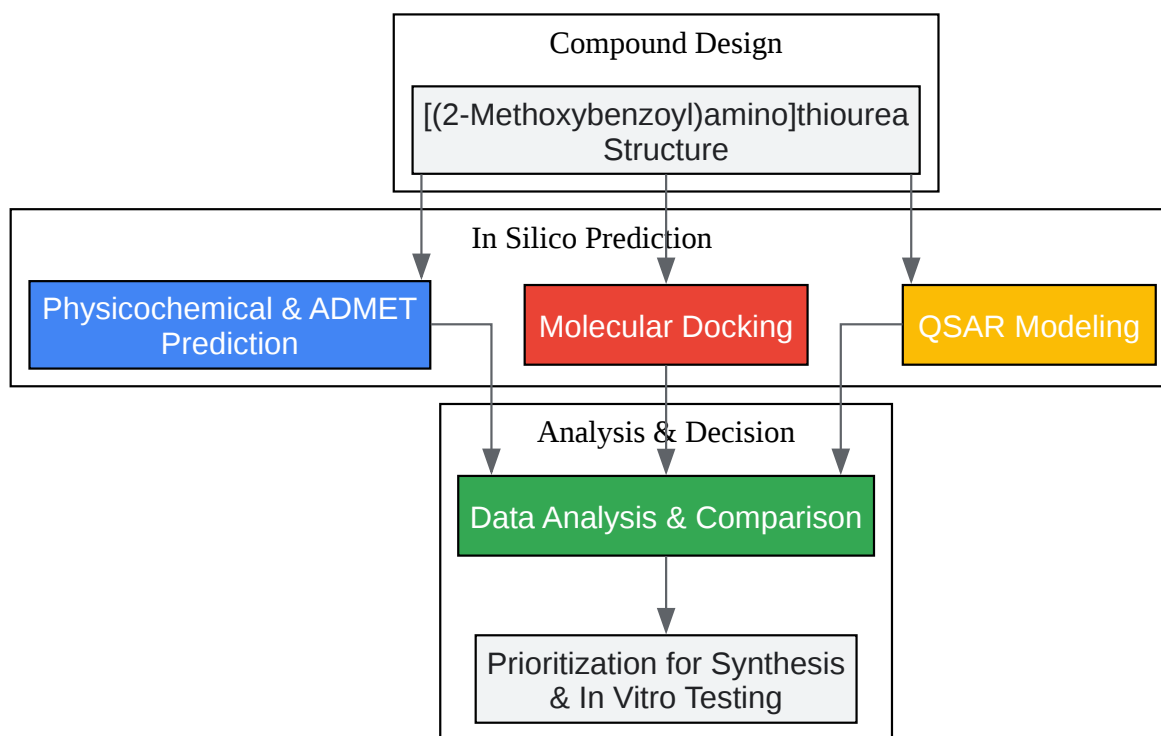 Compound Design
[(2-Methoxybenzoyl)amino]thiourea
Structure
In Silico Prediction
Physicochemical & ADMET
Prediction
Molecular Docking
QSAR Modeling
Analysis & Decision
Data Analysis & Comparison
Prioritization for Synthesis
& In Vitro Testing